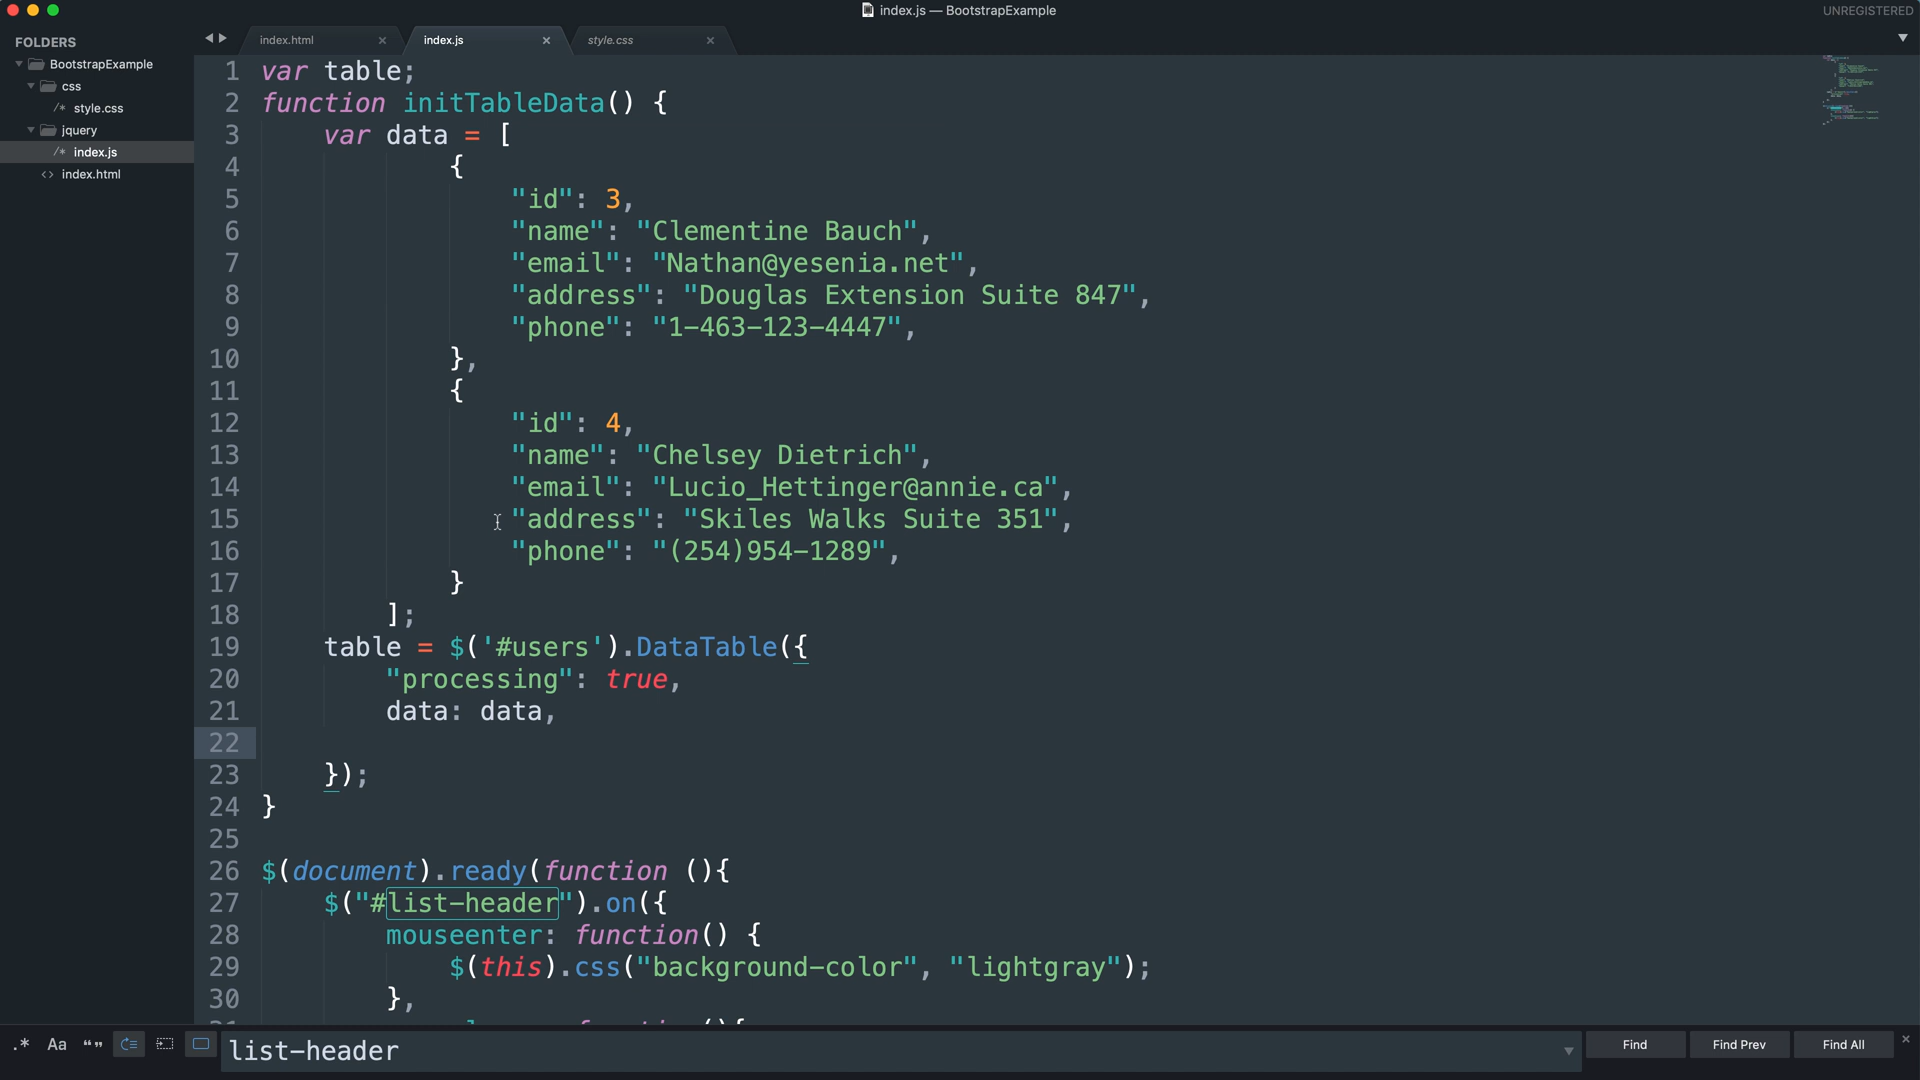 index.js — BootstrapExample
UNREGISTERED
FOLDERS
BootstrapExample
css
/* style.css
jquery
/* index.js
<> index.html
index.html ×
index.js ×
style.css ×
1 var table;
2 function initTableData() {
3 var data = [
4 {
5 "id": 3,
6 "name": "Clementine Bauch",
7 "email": "Nathan@yesenia.net",
8 "address": "Douglas Extension Suite 847",
9 "phone": "1-463-123-4447",
10 },
11 {
12 "id": 4,
13 "name": "Chelsey Dietrich",
14 "email": "Lucio_Hettinger@annie.ca",
15 "address": "Skiles Walks Suite 351",
16 "phone": "(254)954-1289",
17 }
18 ];
19 table = $('#users').DataTable({
20 "processing": true,
21 data: data,
22
23 });
24 }
25
26 $(document).ready(function (){
27 $("#list-header").on({
28 mouseenter: function() {
29 $(this).css("background-color", "lightgray");
30 },
.* Aa “”
list-header
Find
Find Prev
Find All
×